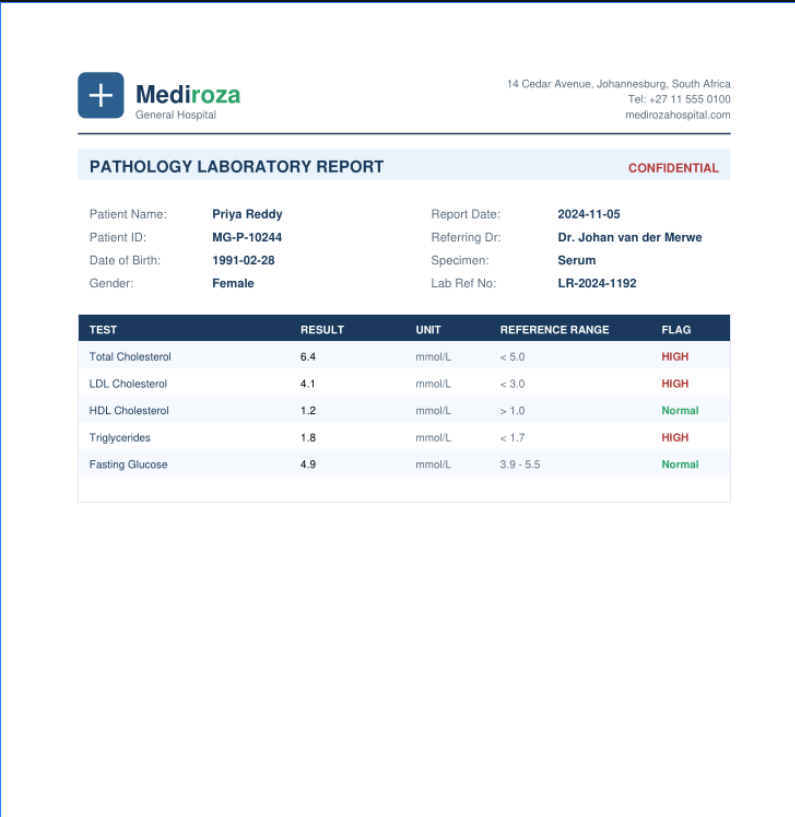 Mediroza
General Hospital
14 Cedar Avenue, Johannesburg, South Africa
Tel: +27 11 555 0100
medirozahospital.com
PATHOLOGY LABORATORY REPORT CONFIDENTIAL
Patient Name: Priya Reddy Report Date: 2024-11-05
Patient ID: MG-P-10244 Referring Dr: Dr. Johan van der Merwe
Date of Birth: 1991-02-28 Specimen: Serum
Gender: Female Lab Ref No: LR-2024-1192
TEST RESULT UNIT REFERENCE RANGE FLAG
Total Cholesterol 6.4 mmol/L < 5.0 HIGH
LDL Cholesterol 4.1 mmol/L < 3.0 HIGH
HDL Cholesterol 1.2 mmol/L > 1.0 Normal
Triglycerides 1.8 mmol/L < 1.7 HIGH
Fasting Glucose 4.9 mmol/L 3.9 - 5.5 Normal